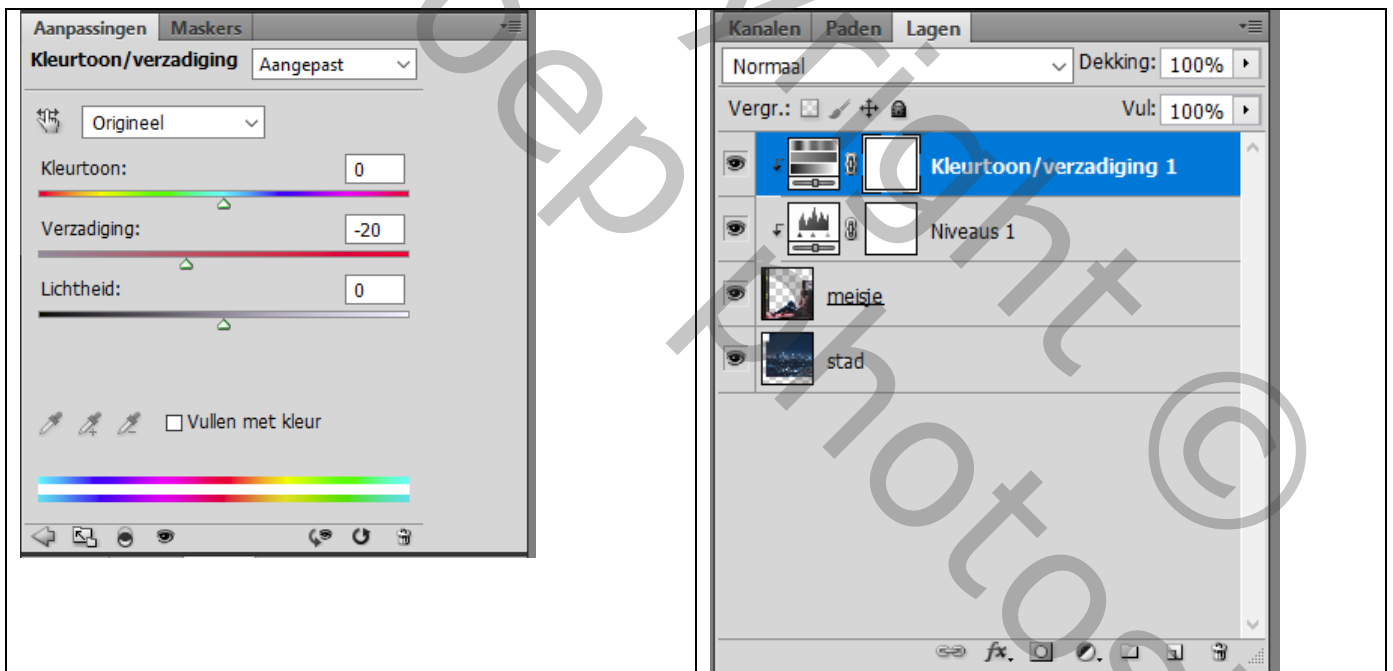 Aanpassingen Maskers
Kleurtoon/verzadiging Aangepast
Origineel
Kleurtoon: 0
Verzadiging: -20
Lichtheid: 0
Vullen met kleur
Kanalen Paden Lagen
Normaal Dekking: 100%
Vergr.: Vul: 100%
Kleurtoon/verzadiging 1
Niveaus 1
meisje
stad
fx.